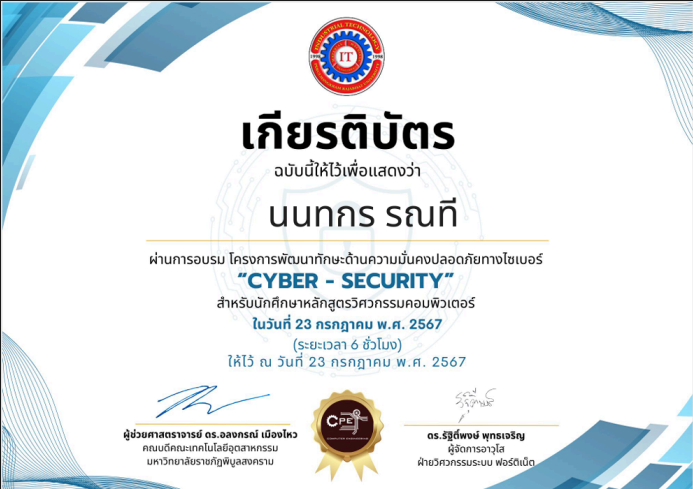 INDUSTRIAL TECHNOLOGY
1998 IT 1998
เกียรติบัตร
ฉบับนี้ให้ไว้เพื่อแสดงว่า
นนทกร รณที
ผ่านการอบรม โครงการพัฒนาทักษะด้านความมั่นคงปลอดภัยทางไซเบอร์
“CYBER - SECURITY”
สำหรับนักศึกษาหลักสูตรวิศวกรรมคอมพิวเตอร์
ในวันที่ 23 กรกฎาคม พ.ศ. 2567
(ระยะเวลา 6 ชั่วโมง)
ให้ไว้ ณ วันที่ 23 กรกฎาคม พ.ศ. 2567
ผู้ช่วยศาสตราจารย์ ดร.อลงกรณ์ เมืองไหว
คณบดีคณะเทคโนโลยีอุตสาหกรรม
มหาวิทยาลัยราชภัฏพิบูลสงคราม
CPE
COMPUTER ENGINEERING
ดร.รัฐิติ์พงษ์ พุทธเจริญ
ผู้จัดการอาวุโส
ฝ่ายวิศวกรรมระบบ ฟอร์ติเน็ต